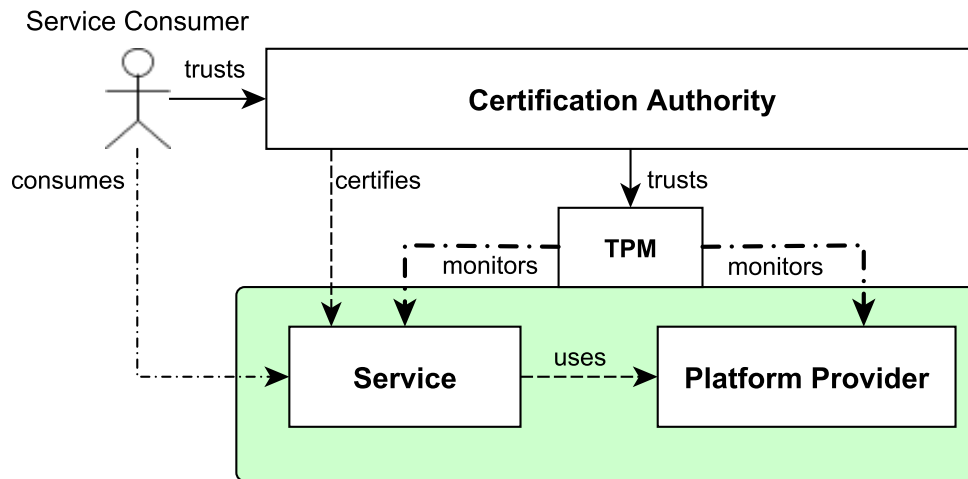 Service Consumer
trusts
Certification Authority
consumes
certifies
trusts
TPM
monitors
monitors
Service
uses
Platform Provider